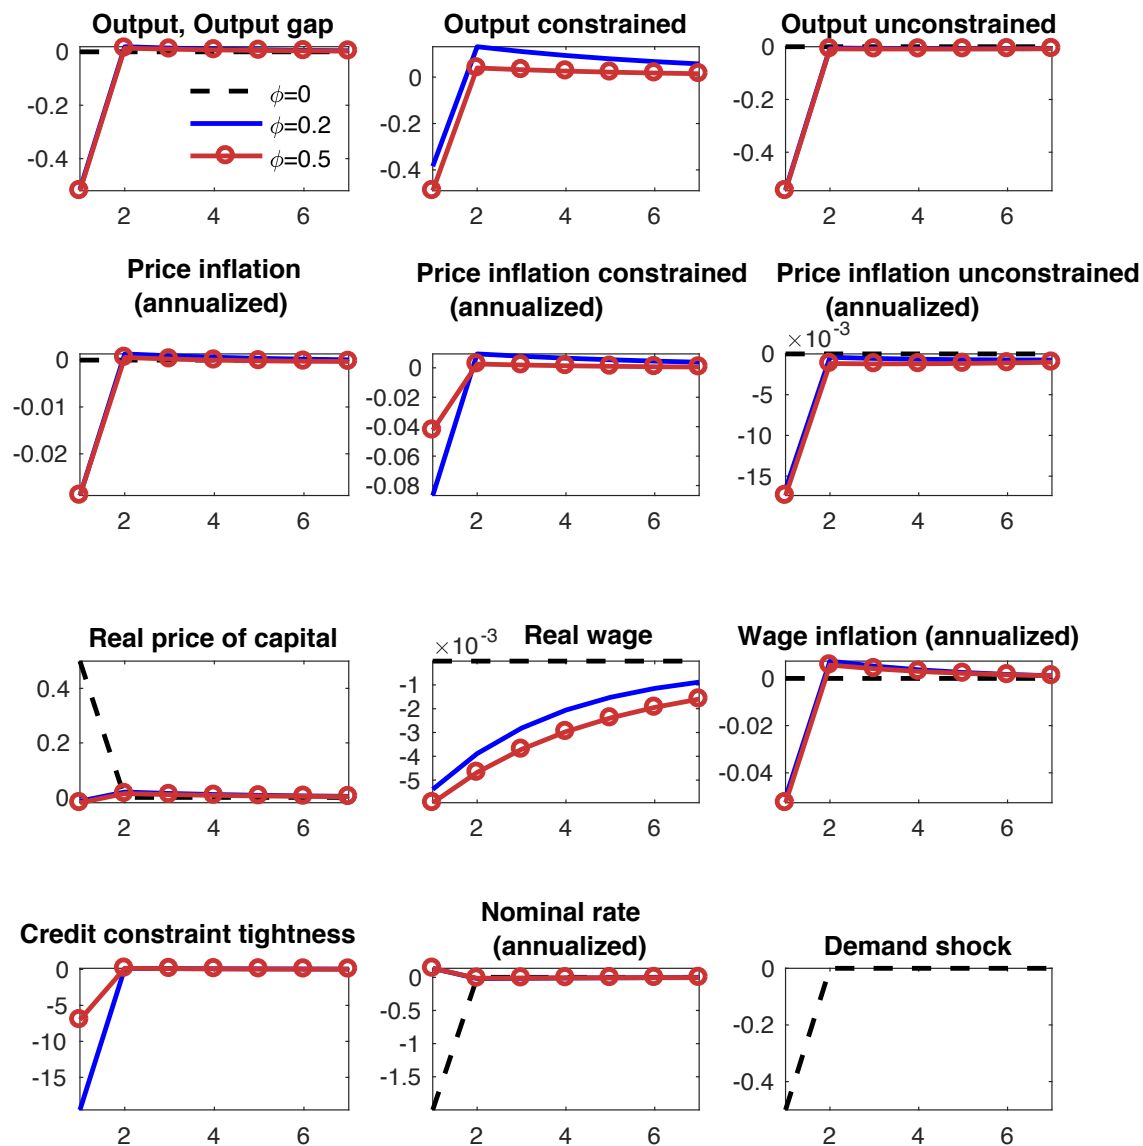 Output, Output gap
0
-0.2
-0.4
2 4 6
ϕ=0
ϕ=0.2
ϕ=0.5
Output constrained
0
-0.2
-0.4
2 4 6
Output unconstrained
0
-0.2
-0.4
2 4 6
Price inflation
(annualized)
0
-0.01
-0.02
2 4 6
Price inflation constrained
(annualized)
0
-0.02
-0.04
-0.06
-0.08
2 4 6
Price inflation unconstrained
(annualized)
×10⁻³
0
-5
-10
-15
2 4 6
Real price of capital
0.4
0.2
0
2 4 6
Real wage
×10⁻³
-1
-2
-3
-4
-5
2 4 6
Wage inflation (annualized)
0
-0.02
-0.04
2 4 6
Credit constraint tightness
0
-5
-10
-15
2 4 6
Nominal rate
(annualized)
0
-0.5
-1
-1.5
2 4 6
Demand shock
0
-0.2
-0.4
2 4 6